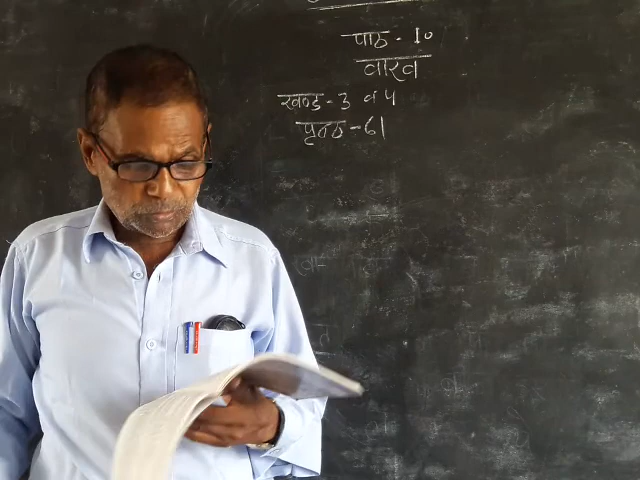 पाठ - 10
वारव
खण्ड - 3 व 4
पृष्ठ - 61